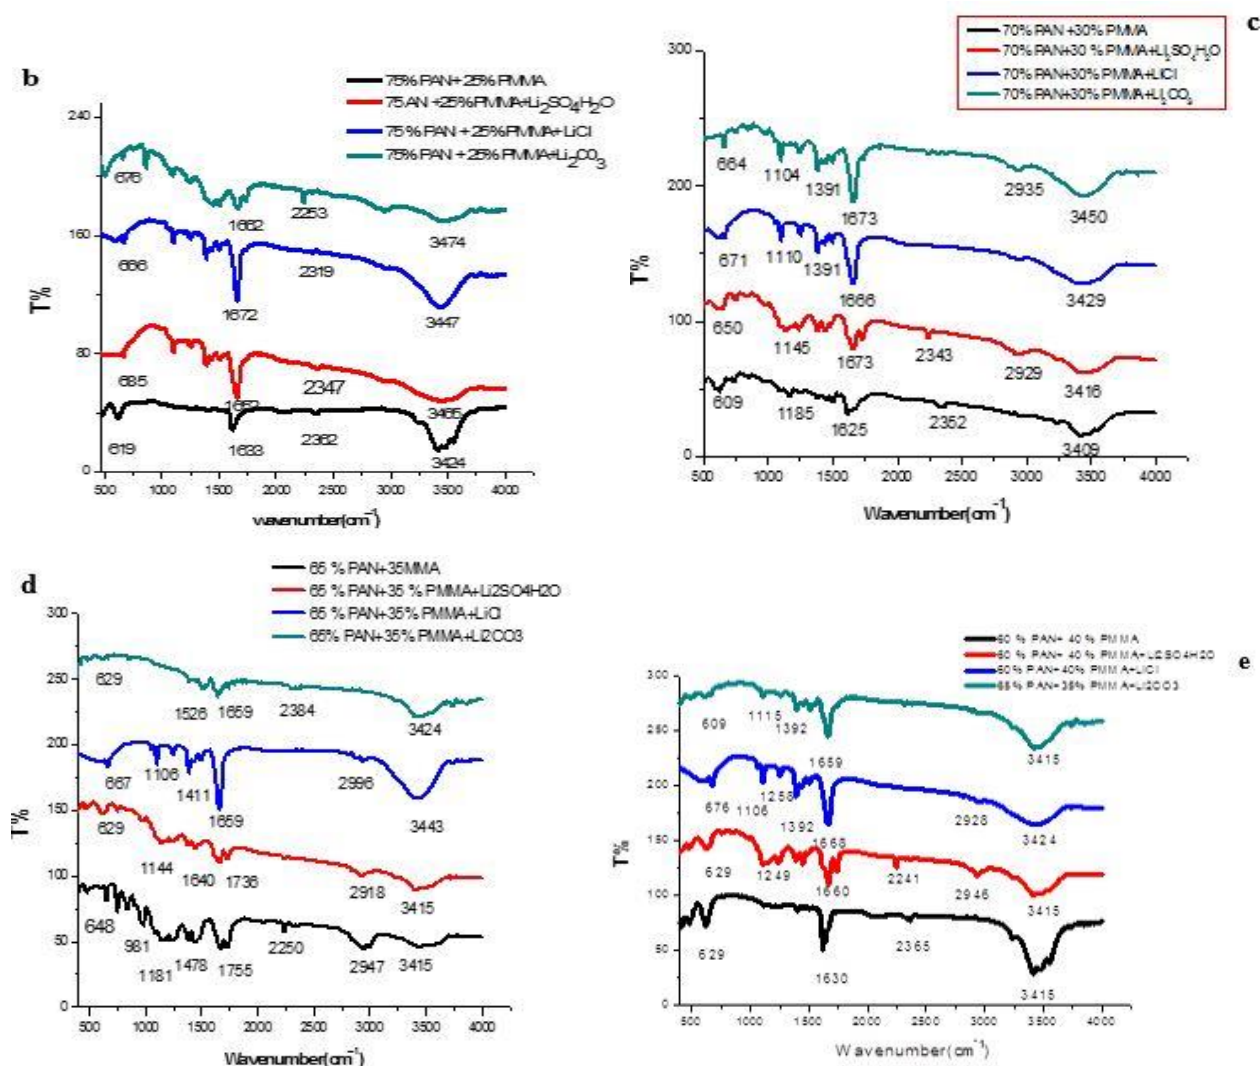 b
75% PAN+ 25% PMMA
75 AN +25% PMMA+Li₂SO₄H₂O
75% PAN + 25% PMMA+LiCl
75% PAN + 25% PMMA+Li₂CO₃
240
160
80
0
T%
676
1662
2253
3474
666
1672
2319
3447
685
1662
2347
3465
619
1633
2362
3424
500 1000 1500 2000 2500 3000 3500 4000
wavenumber(cm⁻¹)
c
70% PAN +30% PMMA
70% PAN+30 % PMMA+Li₂SO₄H₂O
70% PAN+30% PMMA+LiCl
70% PAN+30% PMMA+Li₂CO₃
300
200
100
0
T%
664 1104 1391 1673 2935 3450
671 1110 1391 1666 3429
650 1145 1673 2343 2929 3416
609 1185 1625 2352 3409
500 1000 1500 2000 2500 3000 3500 4000
Wavenumber(cm⁻¹)
d
65 % PAN+35MMA
65 % PAN+35 % PMMA+Li2SO4H2O
65 % PAN+35% PMMA+LiCl
65% PAN+35% PMMA+Li2CO3
300
250
200
150
100
50
0
T%
629 1526 1659 2384 3424
667 1106 1411 1659 2996 3443
629 1144 1640 1736 2918 3415
648 981 1181 1478 1755 2250 2947 3415
500 1000 1500 2000 2500 3000 3500 4000
Wavenumber(cm⁻¹)
e
60 % PAN+ 40 % PMMA
60 % PAN+ 40 % PMMA+Li2SO4H2O
60% PAN+ 40% PMMA+LiCl
65% PAN+35% PMMA+Li2CO3
300
250
200
150
100
50
0
T%
609 1115 1392 1659 3415
676 1106 1258 1392 1668 2928 3424
629 1249 1660 2241 2946 3415
629 1630 2365 3415
500 1000 1500 2000 2500 3000 3500 4000
Wavenumber(cm⁻¹)